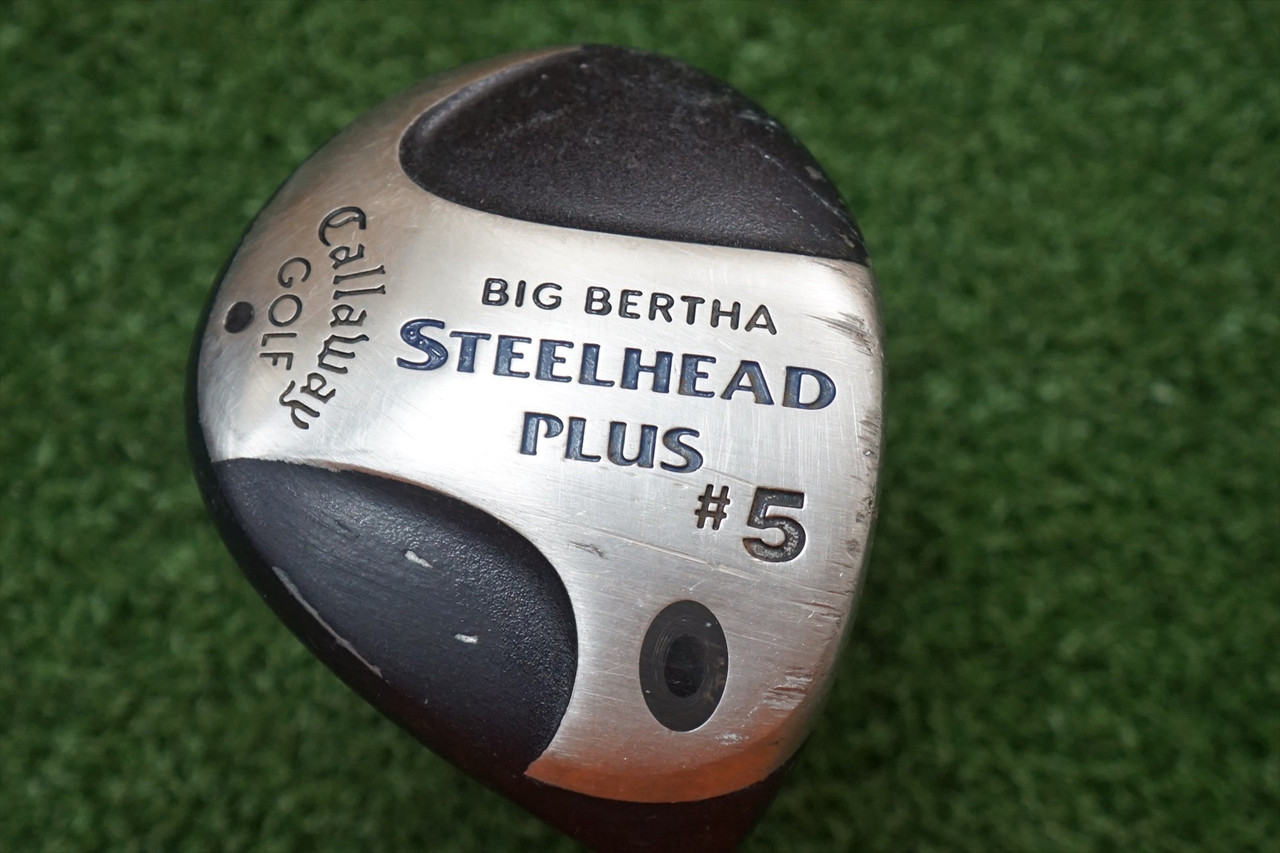 Callaway
GOLF
BIG BERTHA
STEELHEAD
PLUS
#5